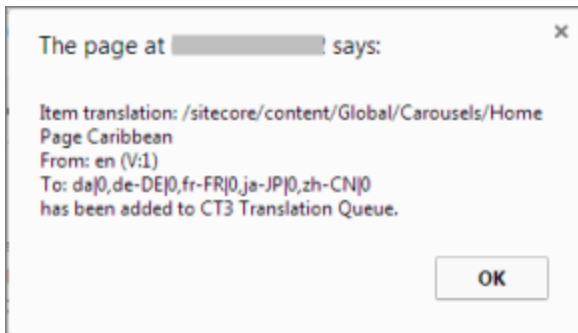 The page at says:
Item translation: /sitecore/content/Global/Carousels/Home
Page Caribbean
From: en (V:1)
To: da|0,de-DE|0,fr-FR|0,ja-JP|0,zh-CN|0
has been added to CT3 Translation Queue.
OK